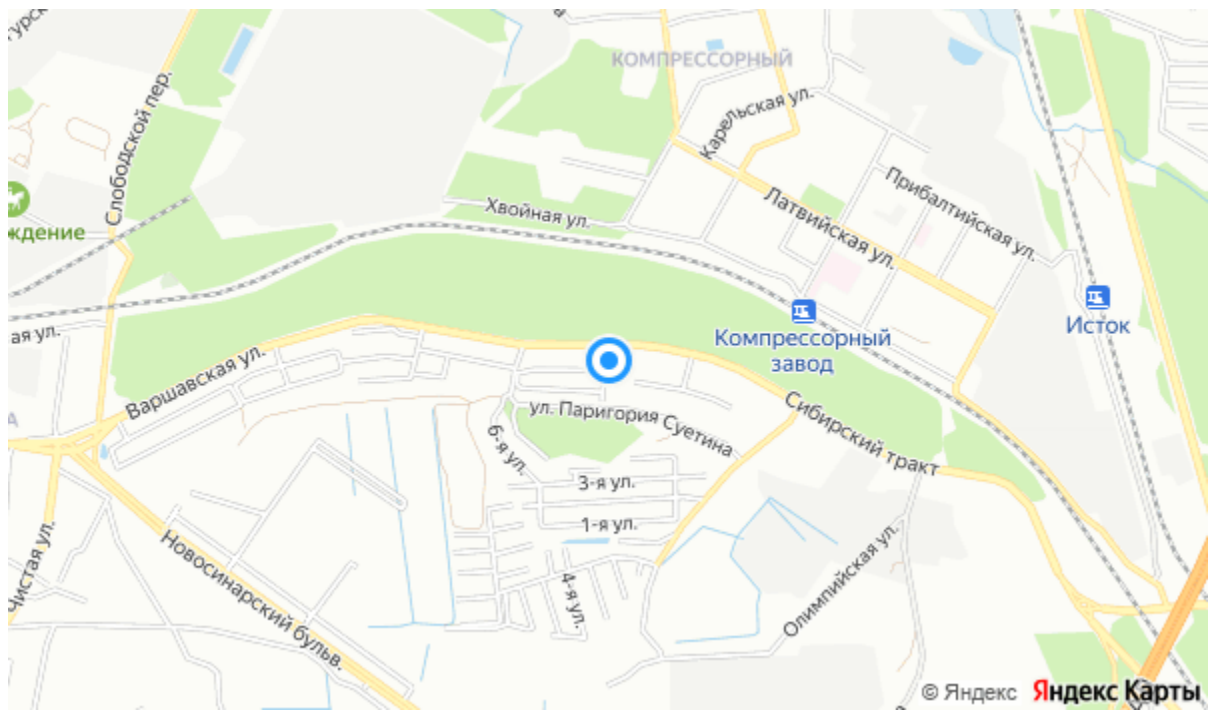 КОМПРЕССОРНЫЙ
Слободской пер.
Карельская ул.
Прибалтийская ул.
Хвойная ул.
Латвийская ул.
ждение
Компрессорный
завод
Исток
ая ул.
Варшавская ул.
ул. Паригория Суетина
Сибирский тракт
6-я ул.
3-я ул.
1-я ул.
4-я ул.
Чистая ул.
Новосинарский бульв.
Олимпийская ул.
© Яндекс Яндекс Карты